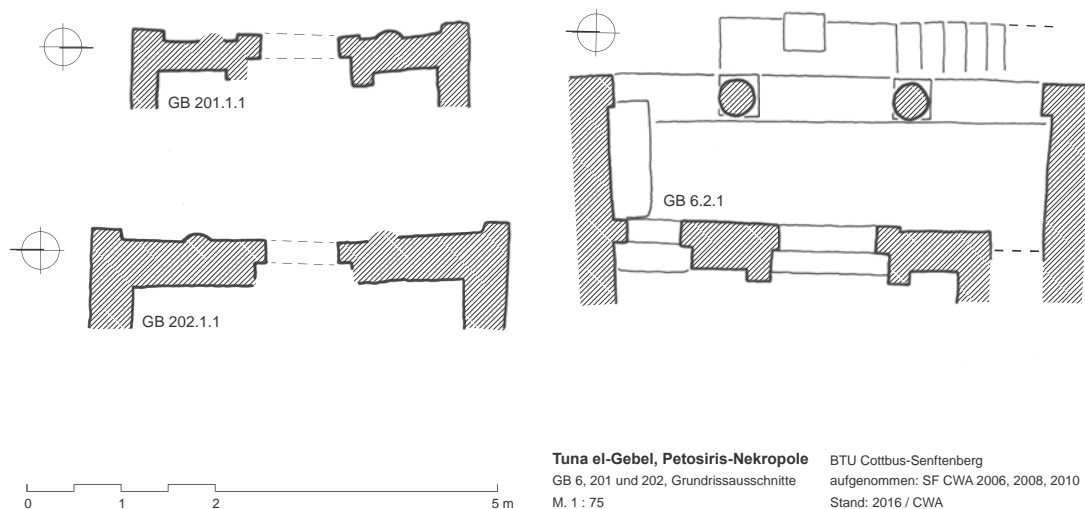 GB 201.1.1
GB 6.2.1
GB 202.1.1
0 1 2 5 m
Tuna el-Gebel, Petosiris-Nekropole
GB 6, 201 und 202, Grundrissausschnitte
M. 1 : 75
BTU Cottbus-Senftenberg
aufgenommen: SF CWA 2006, 2008, 2010
Stand: 2016 / CWA